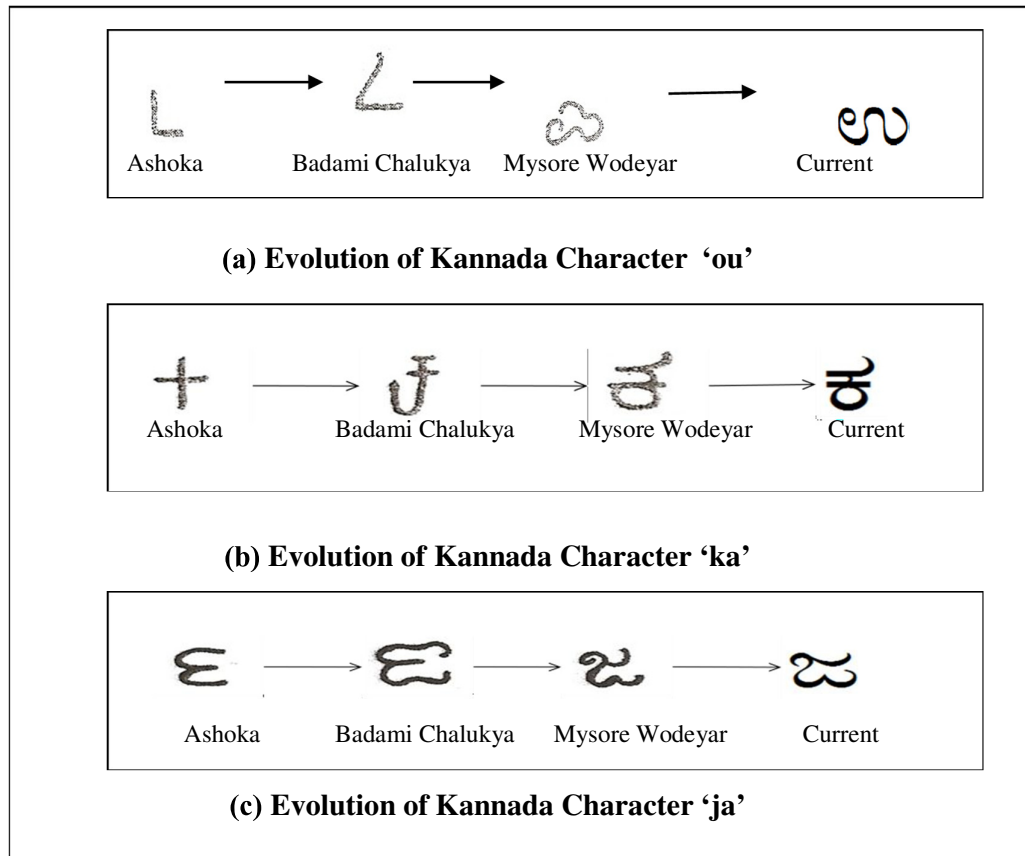 ಉ
Ashoka Badami Chalukya Mysore Wodeyar Current
(a) Evolution of Kannada Character ‘ou’
ಕ
Ashoka Badami Chalukya Mysore Wodeyar Current
(b) Evolution of Kannada Character ‘ka’
ಜ
Ashoka Badami Chalukya Mysore Wodeyar Current
(c) Evolution of Kannada Character ‘ja’